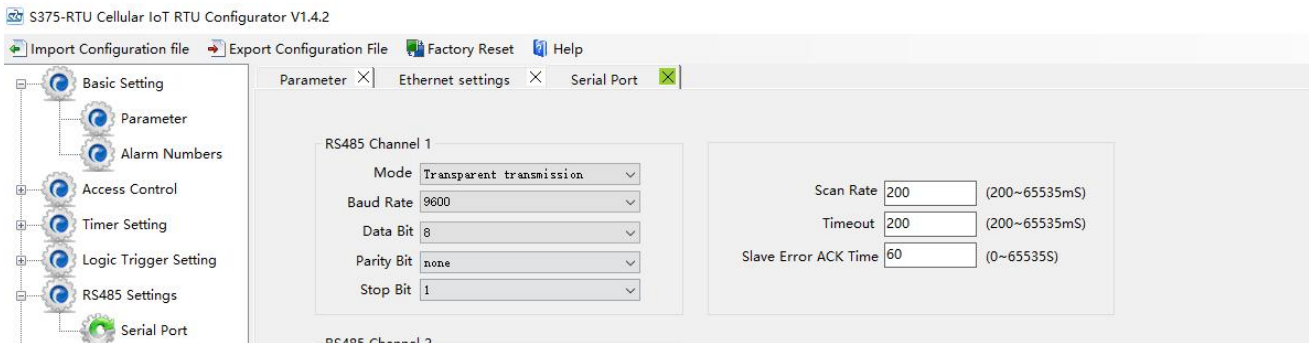 S375-RTU Cellular IoT RTU Configurator V1.4.2
Import Configuration file Export Configuration File Factory Reset Help
Basic Setting
Parameter
Alarm Numbers
Access Control
Timer Setting
Logic Trigger Setting
RS485 Settings
Serial Port
Parameter Ethernet settings Serial Port
RS485 Channel 1
Mode Transparent transmission
Baud Rate 9600
Data Bit 8
Parity Bit none
Stop Bit 1
Scan Rate 200 (200~65535mS)
Timeout 200 (200~65535mS)
Slave Error ACK Time 60 (0~65535S)
RS485 Channel 2